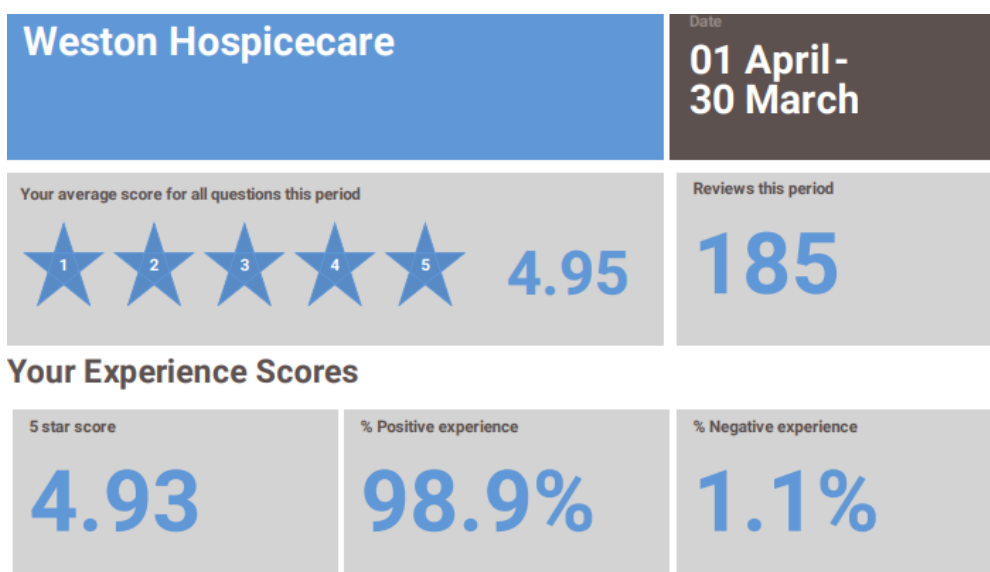 Weston Hospicecare
Date
01 April-
30 March
Your average score for all questions this period
1 2 3 4 5
4.95
Reviews this period
185
Your Experience Scores
5 star score
4.93
% Positive experience
98.9%
% Negative experience
1.1%